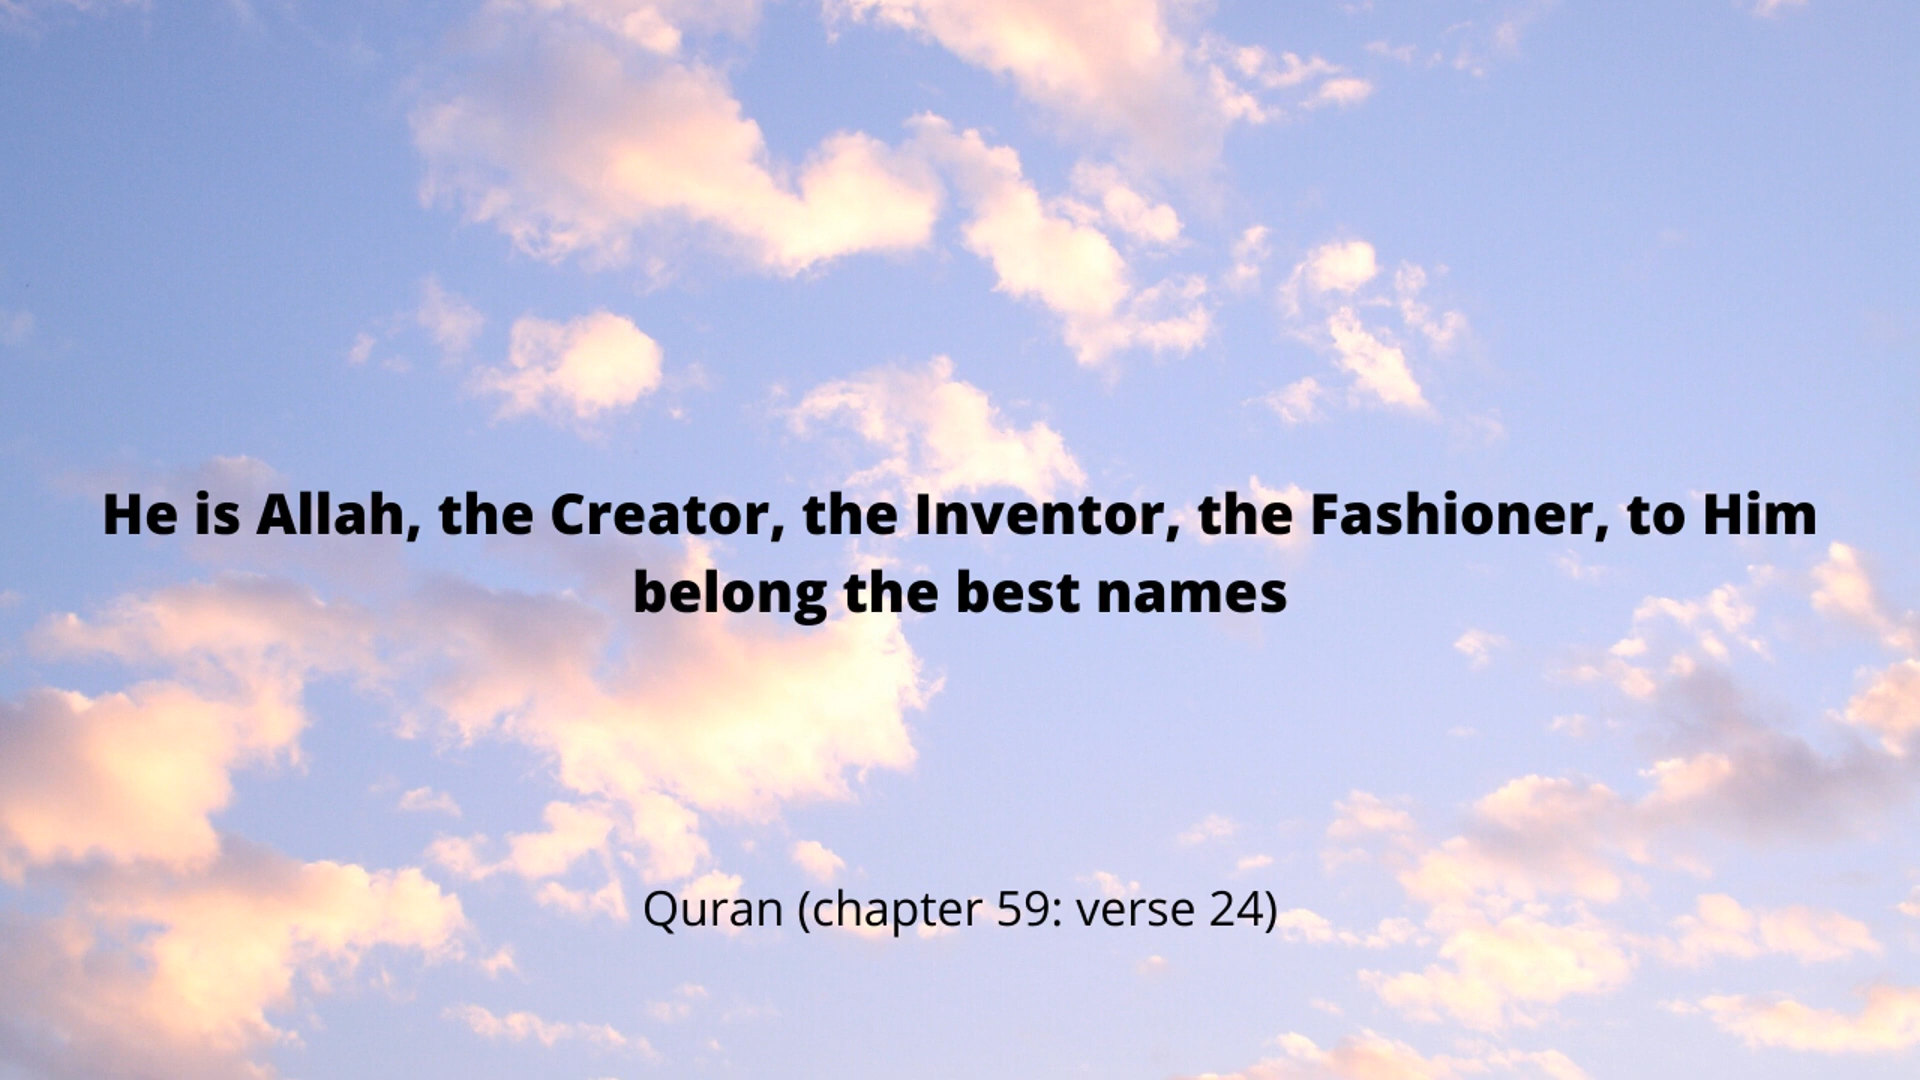 He is Allah, the Creator, the Inventor, the Fashioner, to Him
belong the best names
Quran (chapter 59: verse 24)